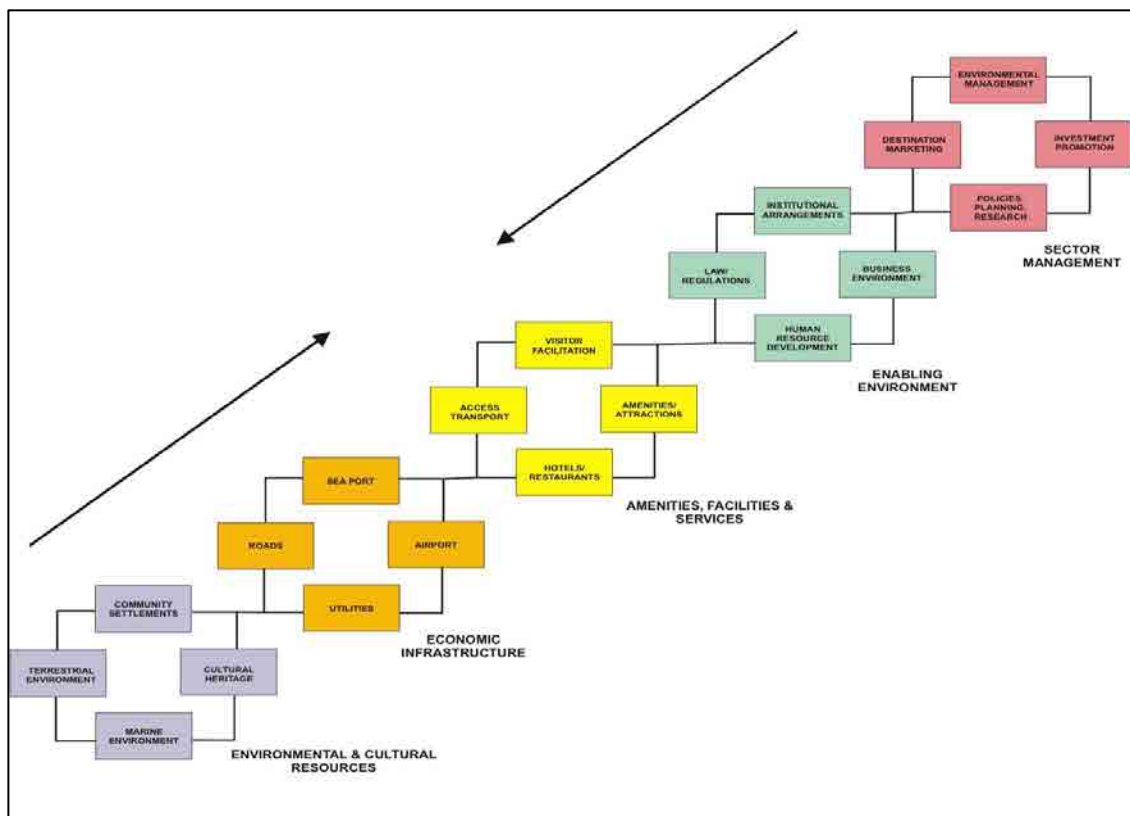 ENVIRONMENTAL
MANAGEMENT
DESTINATION
MARKETING
INVESTMENT
PROMOTION
POLICIES
PLANNING,
RESEARCH
SECTOR
MANAGEMENT
INSTITUTIONAL
ARRANGEMENTS
LAW/
REGULATIONS
BUSINESS
ENVIRONMENT
HUMAN
RESOURCE
DEVELOPMENT
ENABLING
ENVIRONMENT
VISITOR
FACILITATION
ACCESS
TRANSPORT
AMENITIES/
ATTRACTIONS
HOTELS/
RESTAURANTS
AMENITIES, FACILITIES &
SERVICES
SEA PORT
ROADS
AIRPORT
UTILITIES
ECONOMIC
INFRASTRUCTURE
COMMUNITY
SETTLEMENTS
TERRESTRIAL
ENVIRONMENT
CULTURAL
HERITAGE
MARINE
ENVIRONMENT
ENVIRONMENTAL & CULTURAL
RESOURCES